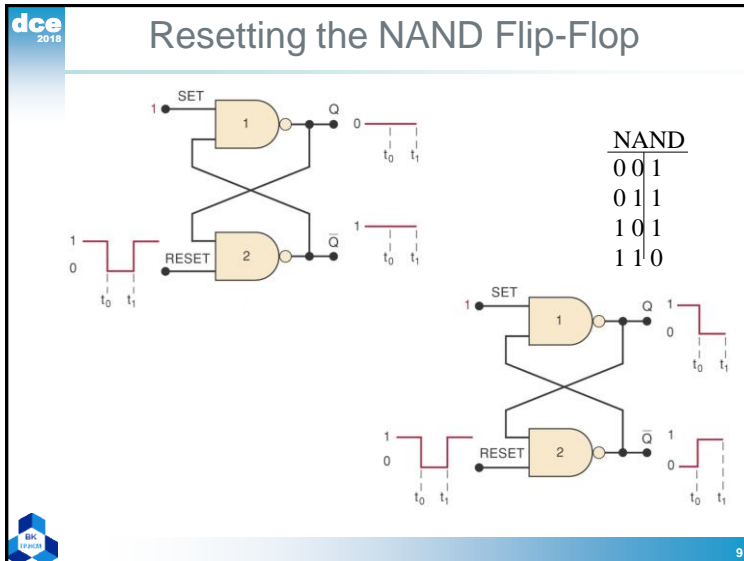 dce
2018
Resetting the NAND Flip-Flop
SET
1
1
Q
0
t0
t1
1
Q̅
t0
t1
1
0
RESET
2
t0
t1
NAND
0 0 1
0 1 1
1 0 1
1 1 0
SET
1
1
Q
1
0
t0
t1
1
0
RESET
2
Q̅
1
0
t0
t1
t0
t1
BK
TP.HCM
9